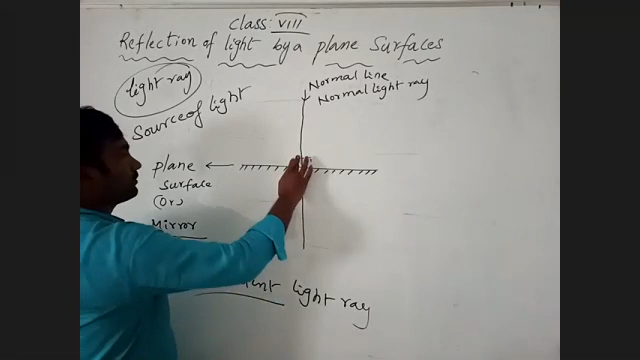 class: VIII
Reflection of light by a plane Surfaces
light ray
Source of light
Normal line
Normal light ray
plane
surface
(Or)
Mirror
light ray